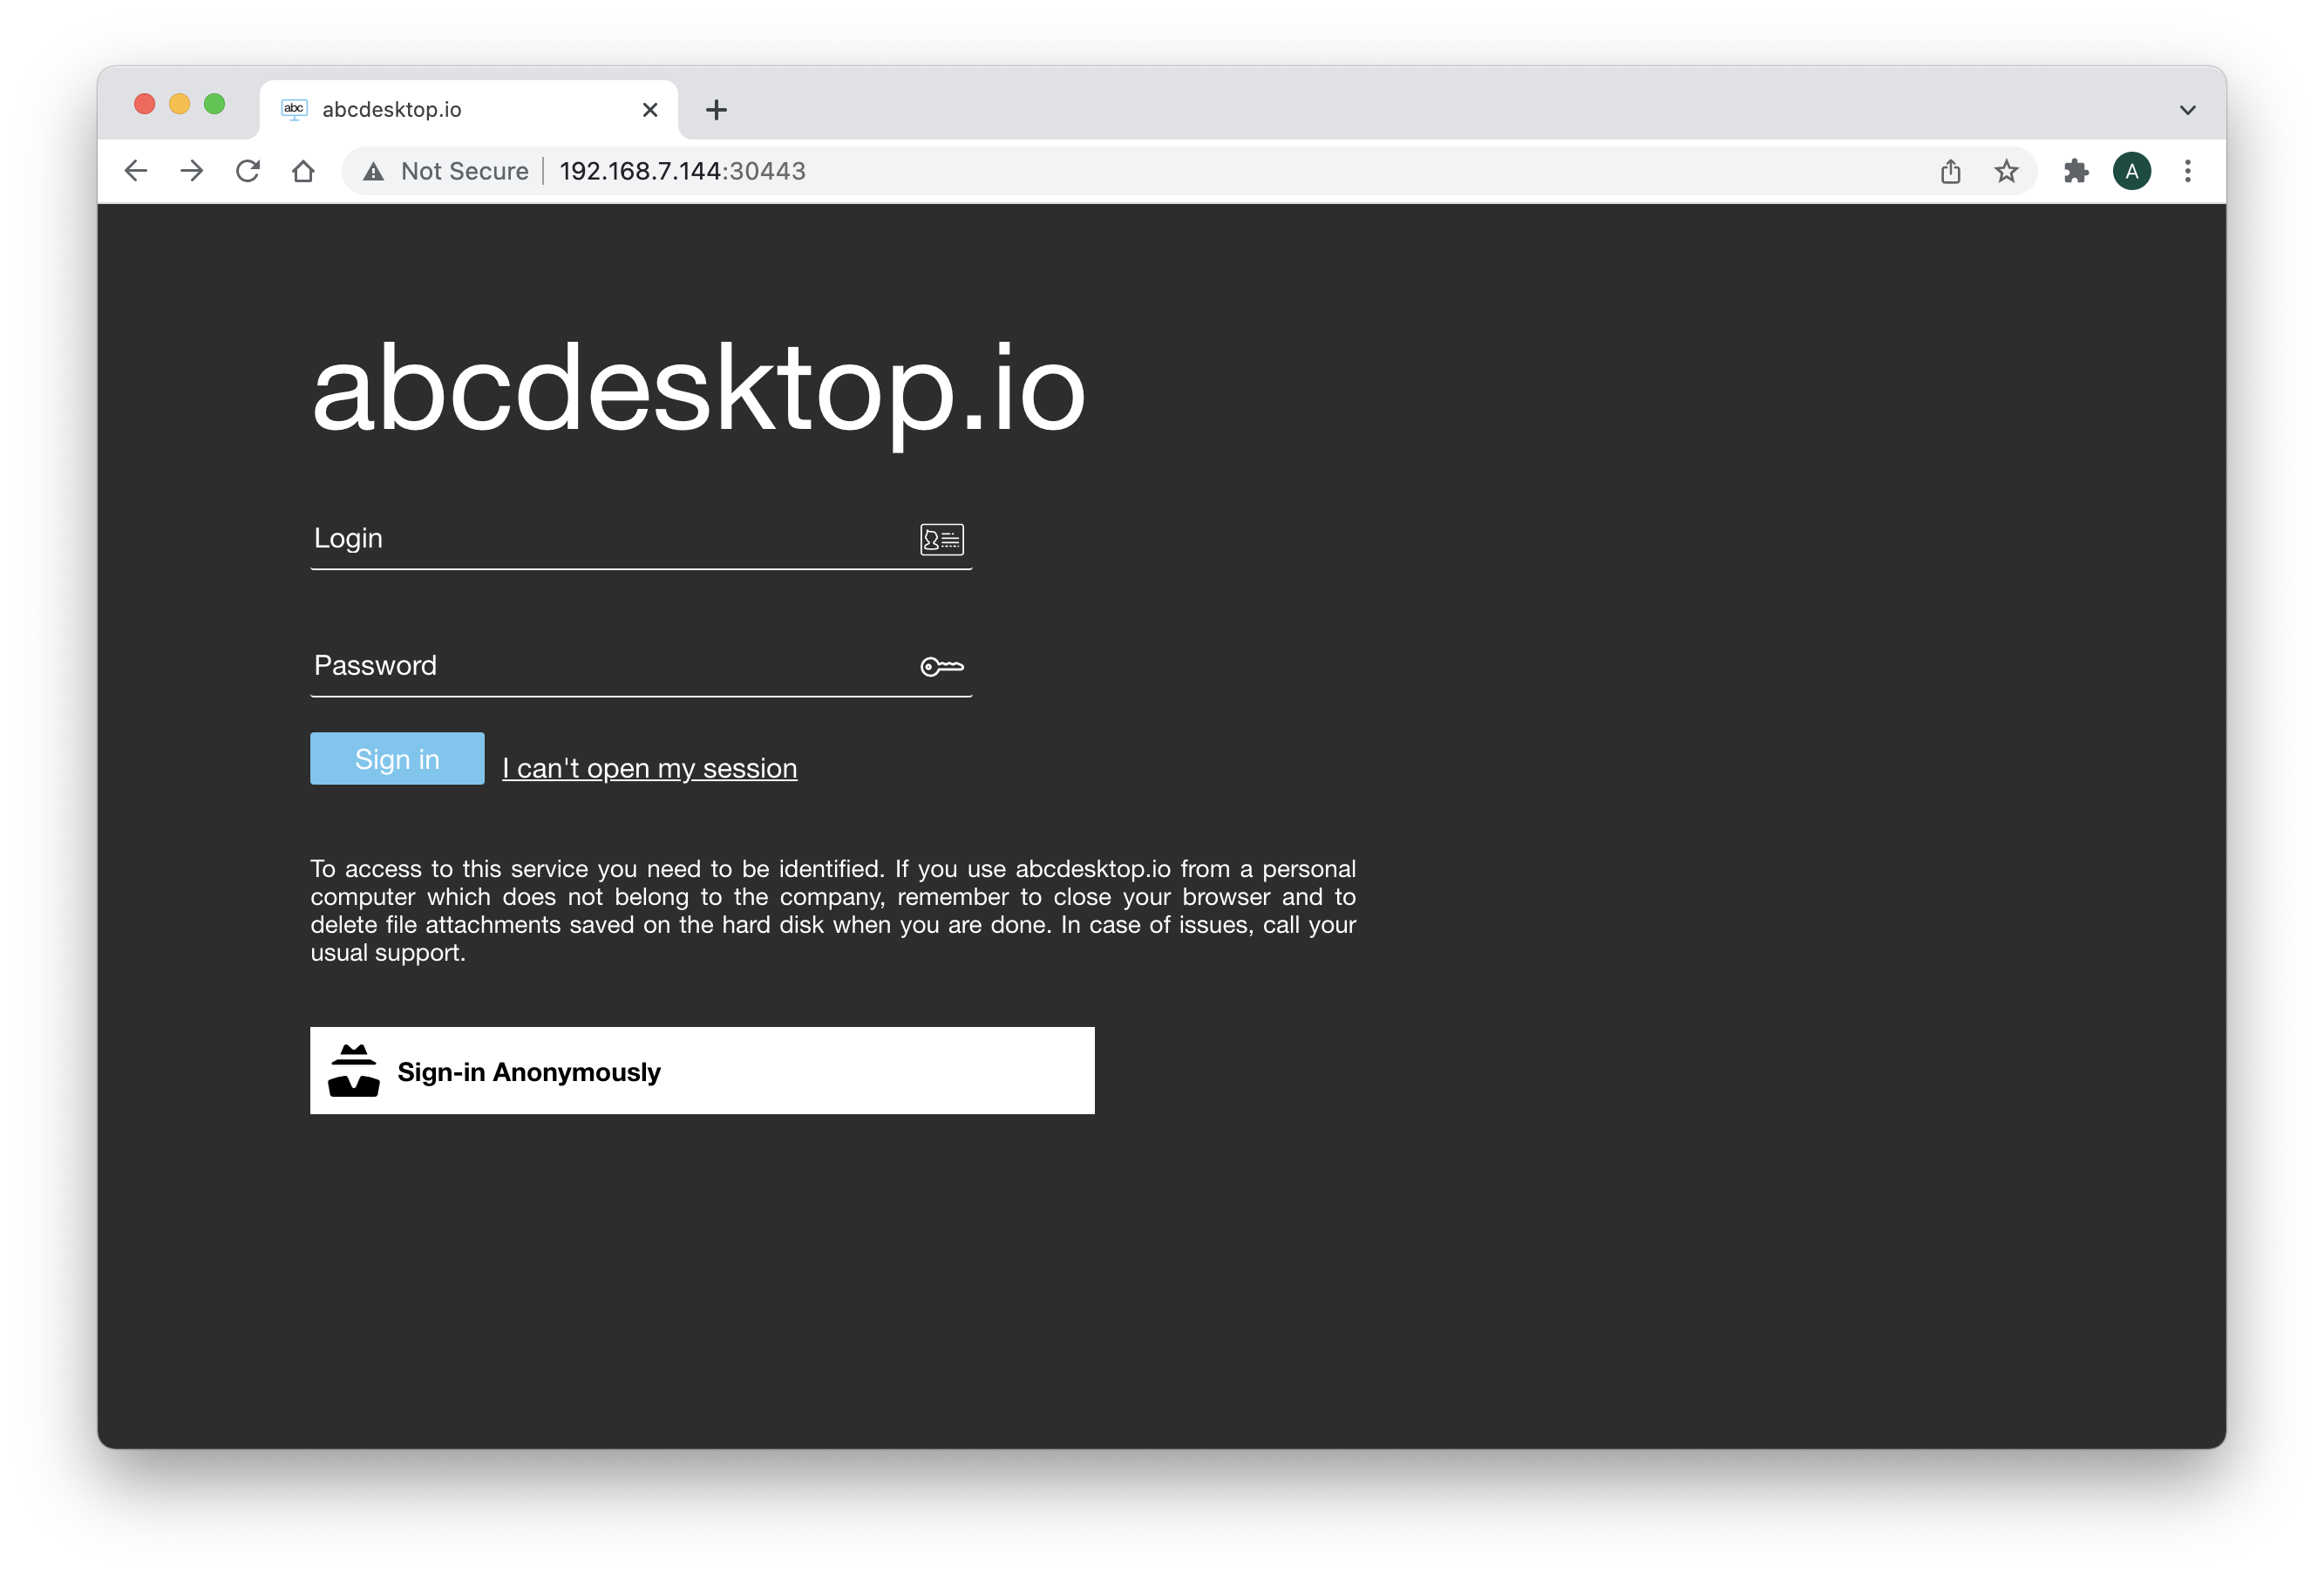 abc abcdesktop.io
Not Secure 192.168.7.144:30443 A
abcdesktop.io
Login
Password
Sign in I can't open my session
To access to this service you need to be identified. If you use abcdesktop.io from a personal
computer which does not belong to the company, remember to close your browser and to
delete file attachments saved on the hard disk when you are done. In case of issues, call your
usual support.
Sign-in Anonymously